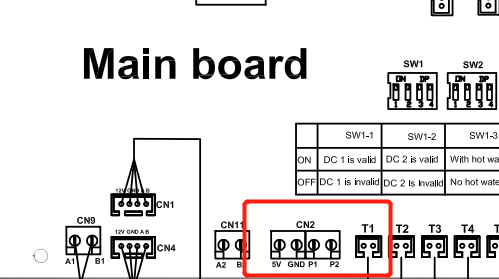 Main board
SW1 SW2
ON DP ON DP
1 2 3 4 1 2 3 4
SW1-1 SW1-2 SW1-3
ON DC 1 is valid DC 2 is valid With hot wa
OFF DC 1 is invalid DC 2 Is Invalid No hot wate
12V GND A B
CN1
CN9
A1 B1
12V GND A B
CN4
CN11
A2
CN2
5V GND P1 P2
T1 T2 T3 T4